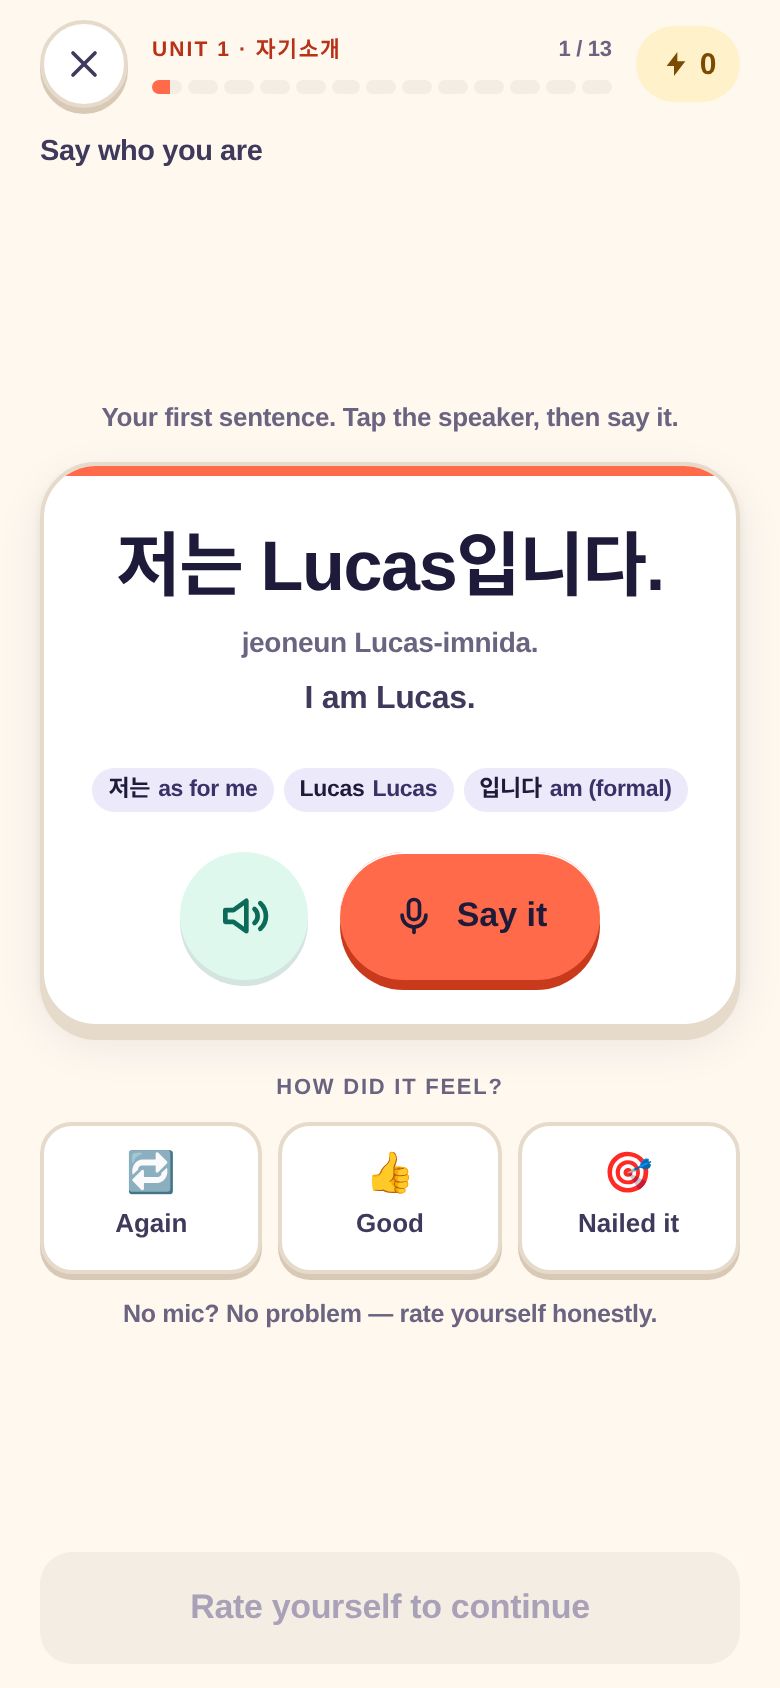 UNIT 1 · 자기소개
1 / 13
0
Say who you are
Your first sentence. Tap the speaker, then say it.
저는 Lucas입니다.
jeoneun Lucas-imnida.
I am Lucas.
저는 as for me
Lucas Lucas
입니다 am (formal)
Say it
HOW DID IT FEEL?
Again
Good
Nailed it
No mic? No problem — rate yourself honestly.
Rate yourself to continue